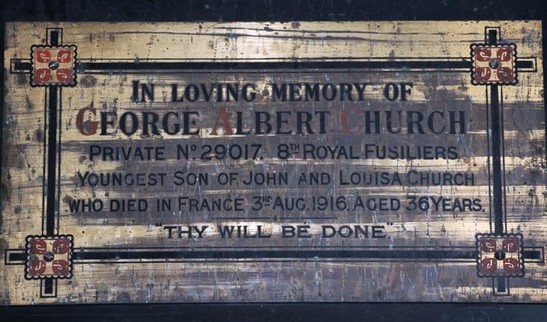 IN LOVING MEMORY OF
GEORGE ALBERT CHURCH
PRIVATE No. 29017. 8TH ROYAL FUSILIERS
YOUNGEST SON OF JOHN AND LOUISA CHURCH
WHO DIED IN FRANCE 3RD AUG. 1916. AGED 36 YEARS.
"THY WILL BE DONE"